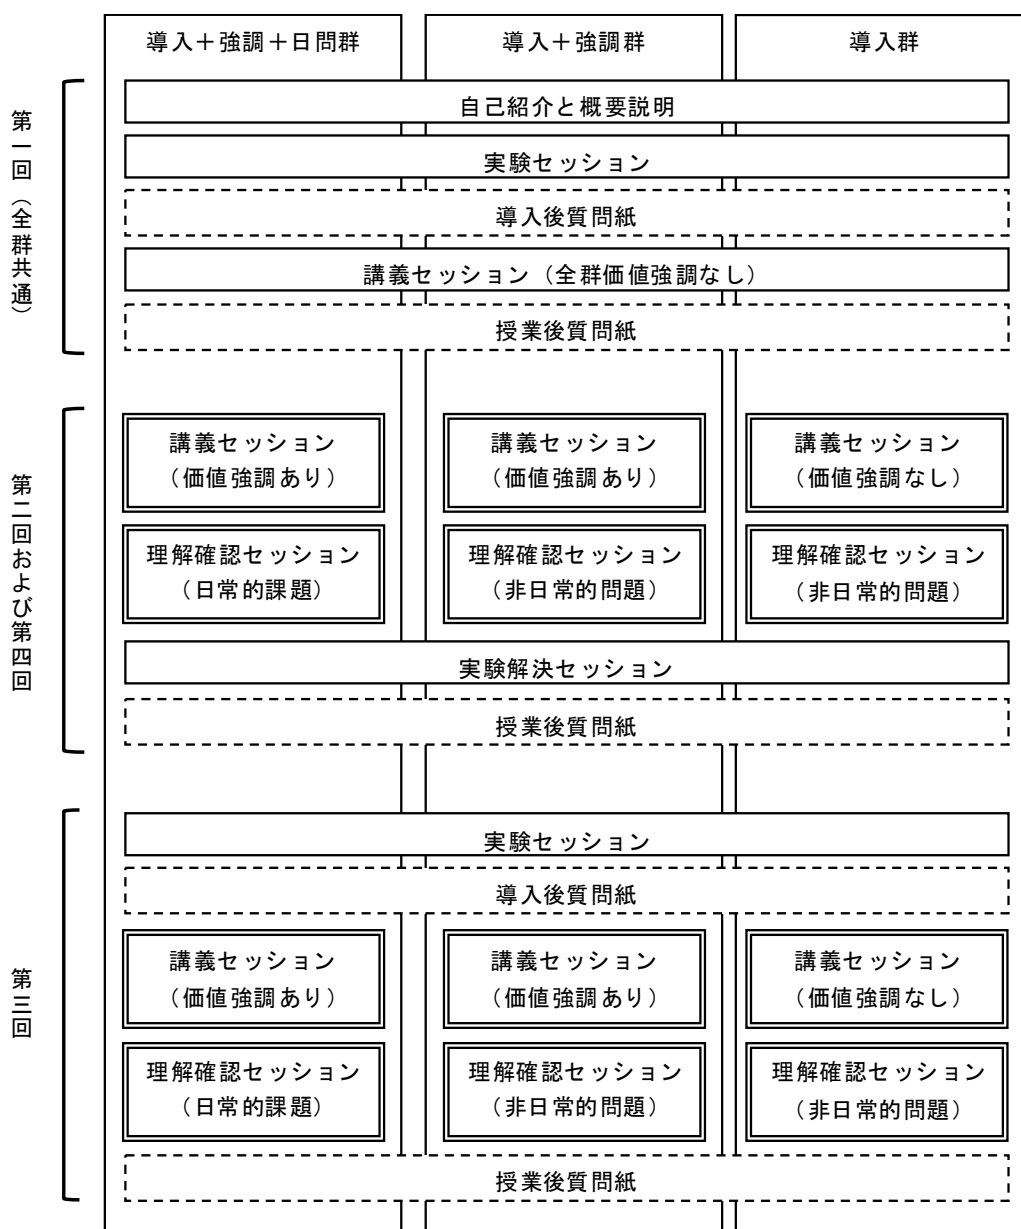 導入＋強調＋日問群
導入＋強調群
導入群
第一回（全群共通）
自己紹介と概要説明
実験セッション
導入後質問紙
講義セッション（全群価値強調なし）
授業後質問紙
第二回および第四回
講義セッション
（価値強調あり）
講義セッション
（価値強調あり）
講義セッション
（価値強調なし）
理解確認セッション
（日常的課題）
理解確認セッション
（非日常的問題）
理解確認セッション
（非日常的問題）
実験解決セッション
授業後質問紙
第三回
実験セッション
導入後質問紙
講義セッション
（価値強調あり）
講義セッション
（価値強調あり）
講義セッション
（価値強調なし）
理解確認セッション
（日常的課題）
理解確認セッション
（非日常的問題）
理解確認セッション
（非日常的問題）
授業後質問紙